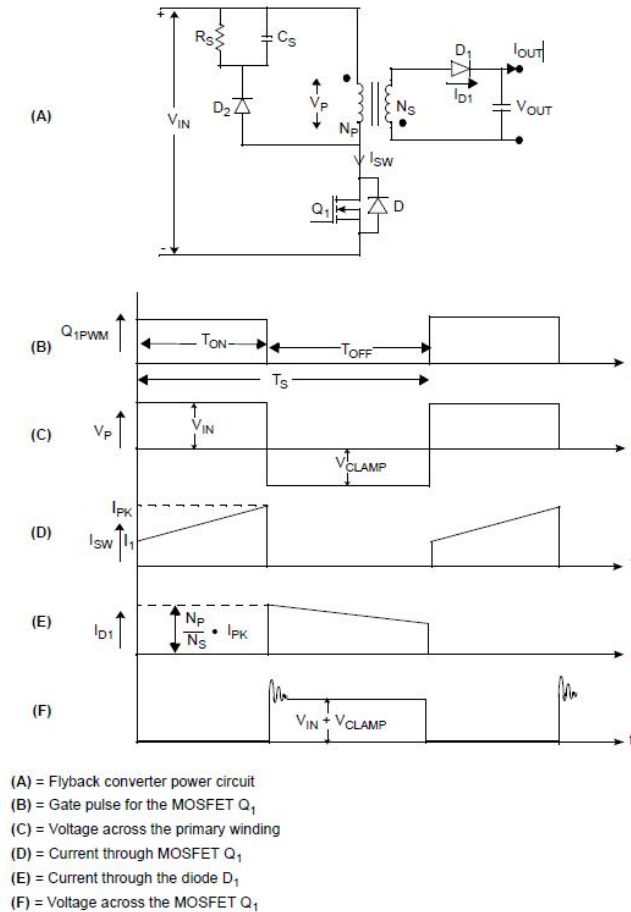 +
R_S
C_S
D_1
I_OUT
(A)
V_IN
D_2
V_P
N_P
N_S
I_D1
V_OUT
I_SW
Q_1
D
-
(B)
Q_1PWM
T_ON
T_OFF
T_S
t
(C)
V_P
V_IN
V_CLAMP
t
(D)
I_PK
I_SW
I_1
(E)
I_D1
N_P
N_S
• I_PK
t
(F)
V_IN + V_CLAMP
t
(A) = Flyback converter power circuit
(B) = Gate pulse for the MOSFET Q_1
(C) = Voltage across the primary winding
(D) = Current through MOSFET Q_1
(E) = Current through the diode D_1
(F) = Voltage across the MOSFET Q_1